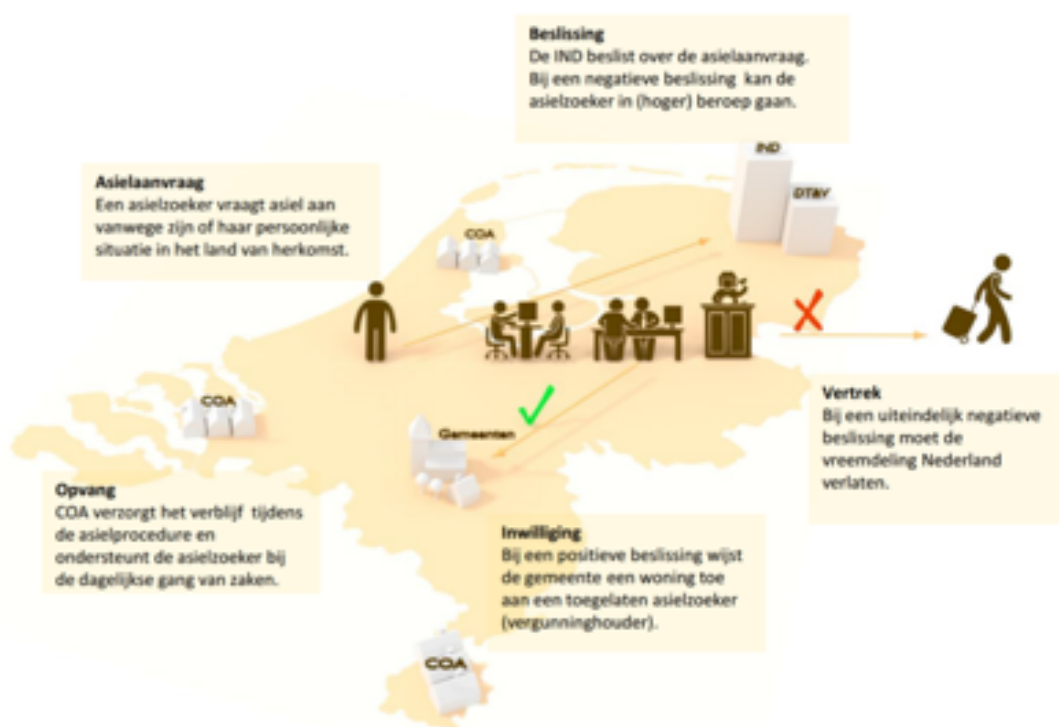 Beslissing
De IND beslist over de asielaanvraag.
Bij een negatieve beslissing kan de
asielzoeker in (hoger) beroep gaan.
IND
DT&V
Asielaanvraag
Een asielzoeker vraagt asiel aan
vanwege zijn of haar persoonlijke
situatie in het land van herkomst.
COA
COA
Gemeenten
Vertrek
Bij een uiteindelijk negatieve
beslissing moet de
vreemdeling Nederland
verlaten.
Opvang
COA verzorgt het verblijf tijdens
de asielprocedure en
ondersteunt de asielzoeker bij
de dagelijkse gang van zaken.
Inwilliging
Bij een positieve beslissing wijst
de gemeente een woning toe
aan een toegelaten asielzoeker
(vergunninghouder).
COA